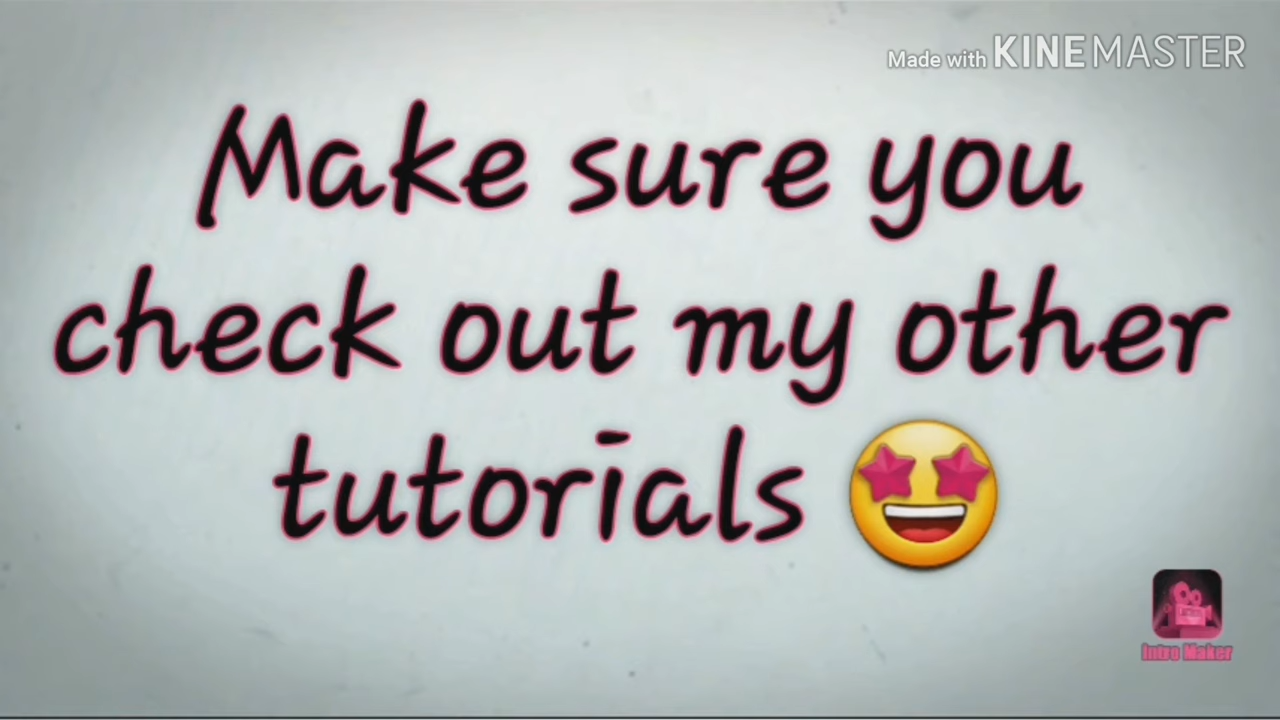 Made with KINEMASTER
Make sure you
check out my other
tutorials 🤩
Intro Maker